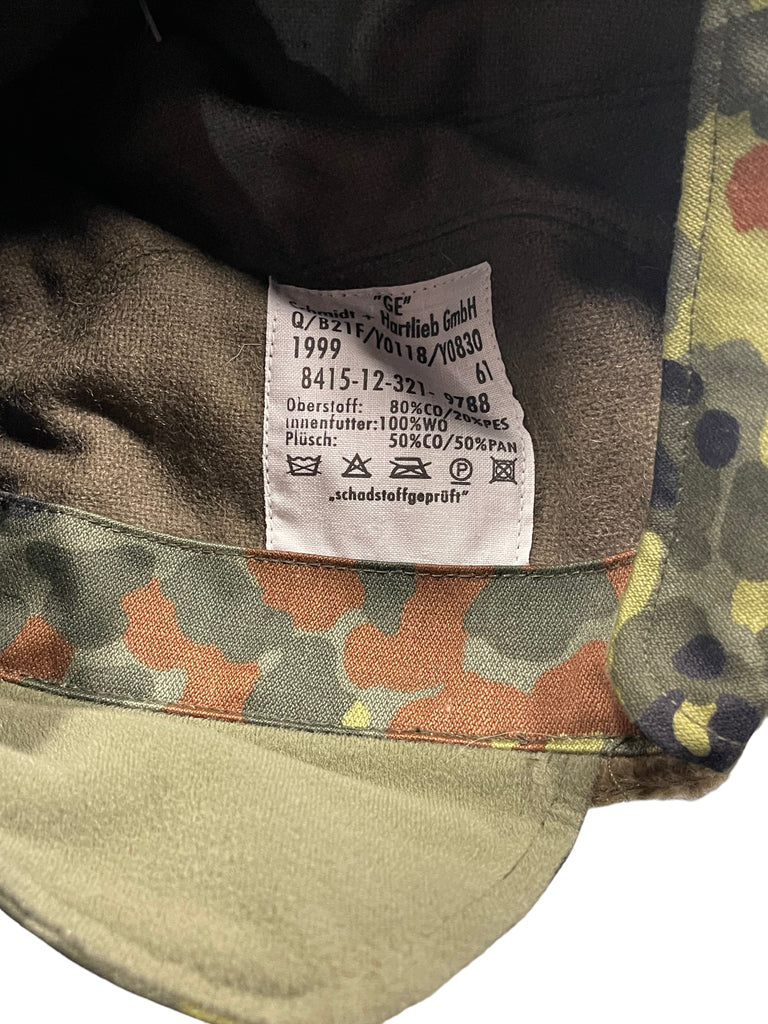 "GE"
Schmidt + Hartlieb GmbH
Q/B21F/Y0118/Y0830
1999 61
8415-12-321-9788
Oberstoff: 80%CO/20%PES
Innenfutter:100%WO
Plüsch: 50%CO/50%PAN
P
„schadstoffgeprüft"